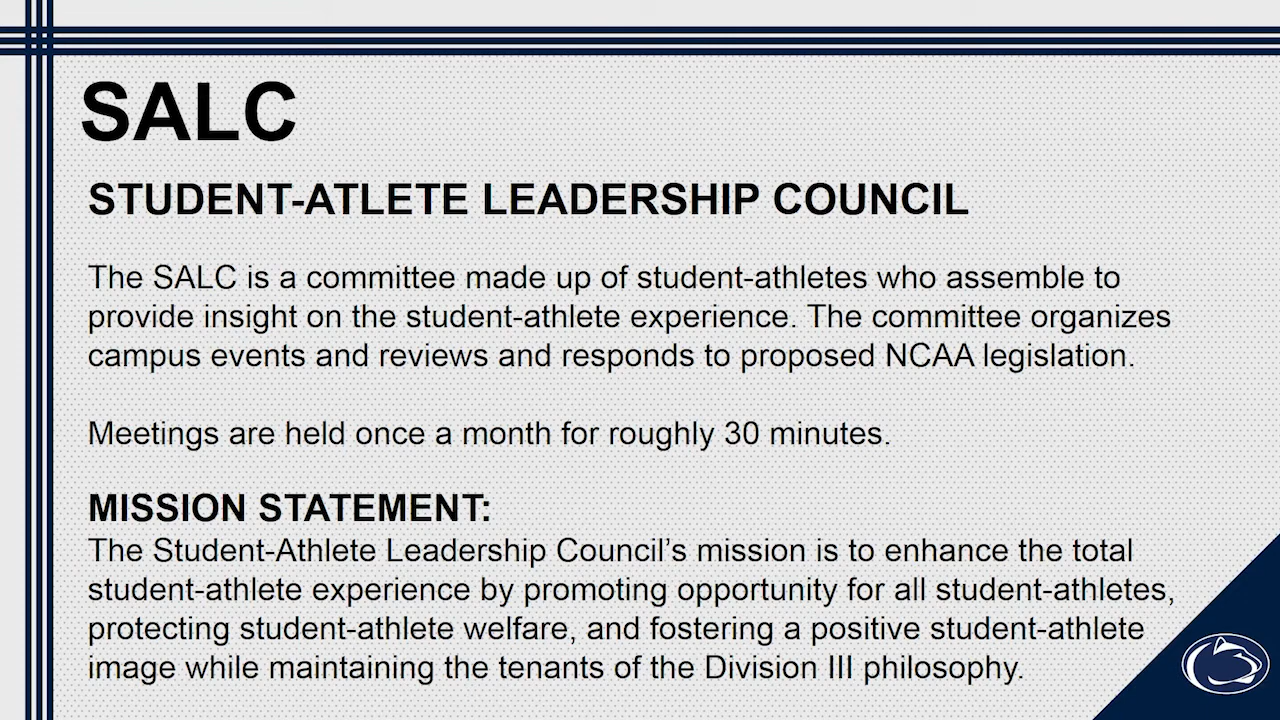 SALC
STUDENT-ATLETE LEADERSHIP COUNCIL
The SALC is a committee made up of student-athletes who assemble to
provide insight on the student-athlete experience. The committee organizes
campus events and reviews and responds to proposed NCAA legislation.
Meetings are held once a month for roughly 30 minutes.
MISSION STATEMENT:
The Student-Athlete Leadership Council’s mission is to enhance the total
student-athlete experience by promoting opportunity for all student-athletes,
protecting student-athlete welfare, and fostering a positive student-athlete
image while maintaining the tenants of the Division III philosophy.